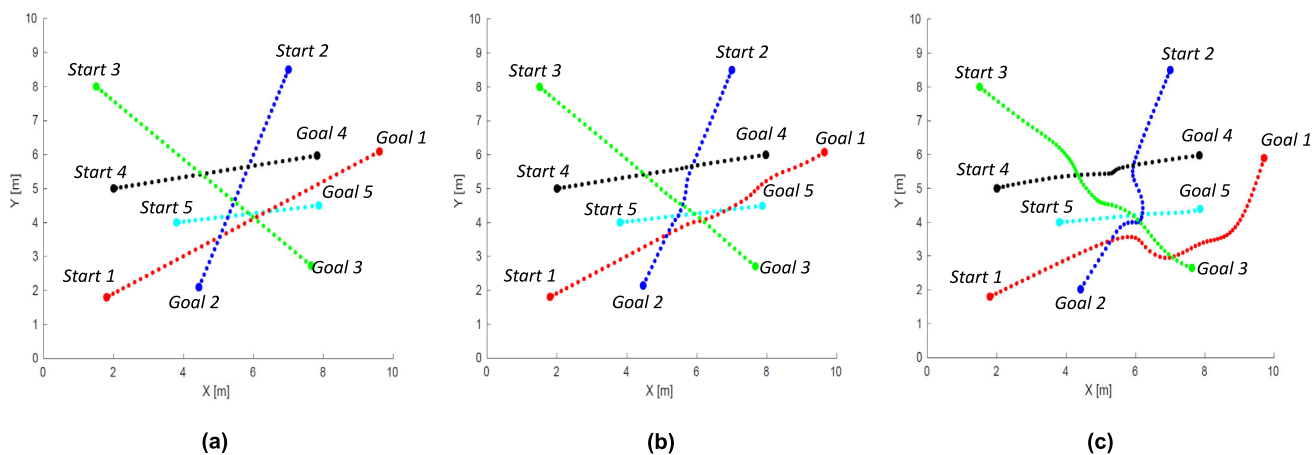 10
9
8
7
6
5
4
3
2
1
0
Y [m]
0 2 4 6 8 10
X [m]
Start 2
Start 3
Goal 4
Goal 1
Start 4
Goal 5
Start 5
Start 1
Goal 3
Goal 2
(a)
10
9
8
7
6
5
4
3
2
1
0
Y [m]
0 2 4 6 8 10
X [m]
Start 2
Start 3
Goal 4
Goal 1
Start 4
Goal 5
Start 5
Start 1
Goal 3
Goal 2
(b)
10
9
8
7
6
5
4
3
2
1
0
Y [m]
0 2 4 6 8 10
X [m]
Start 2
Start 3
Goal 4
Goal 1
Start 4
Goal 5
Start 5
Start 1
Goal 3
Goal 2
(c)